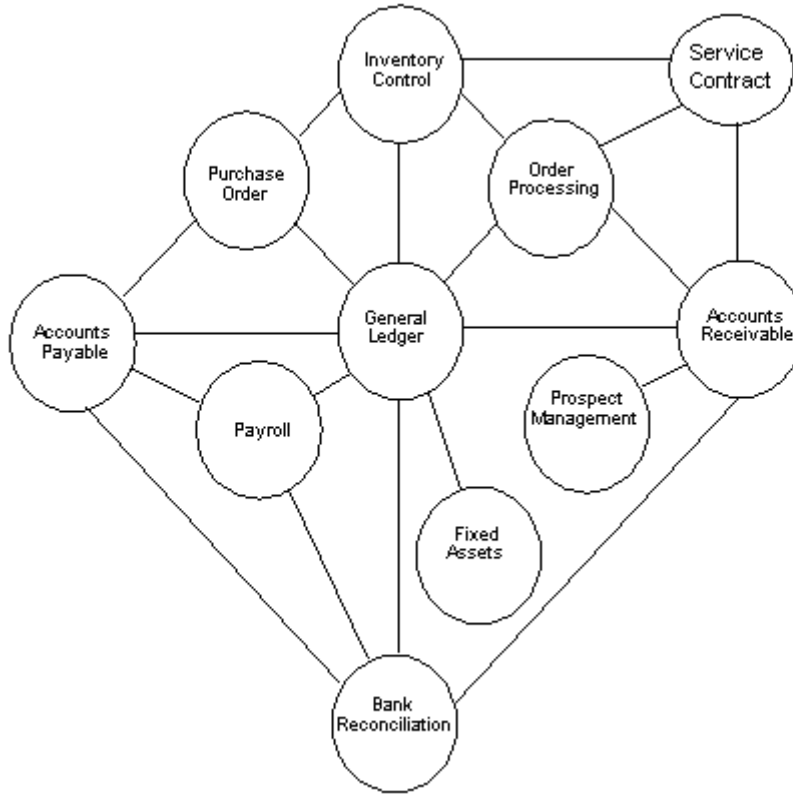 Inventory
Control
Service
Contract
Purchase
Order
Order
Processing
Accounts
Payable
General
Ledger
Accounts
Receivable
Payroll
Prospect
Management
Fixed
Assets
Bank
Reconciliation